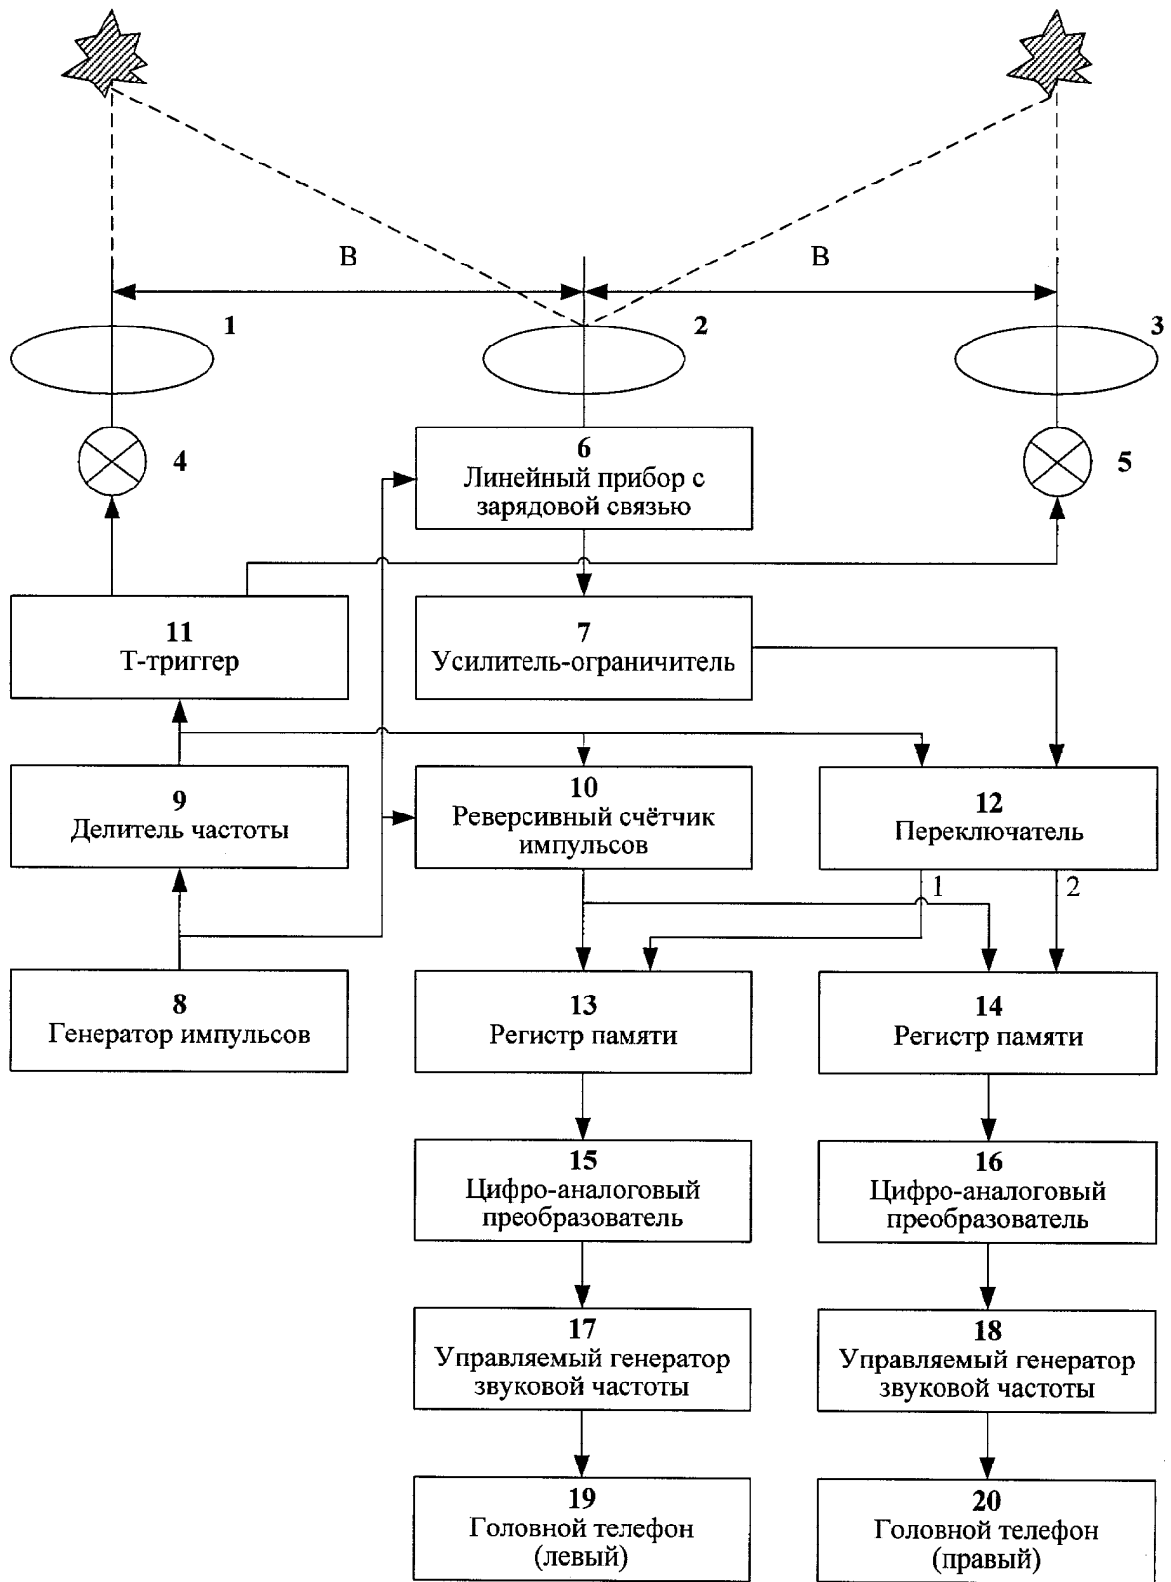 B
B
1
2
3
4
6
Линейный прибор с
зарядовой связью
5
11
Т-триггер
7
Усилитель-ограничитель
9
Делитель частоты
10
Реверсивный счётчик
импульсов
12
Переключатель
1
2
8
Генератор импульсов
13
Регистр памяти
14
Регистр памяти
15
Цифро-аналоговый
преобразователь
16
Цифро-аналоговый
преобразователь
17
Управляемый генератор
звуковой частоты
18
Управляемый генератор
звуковой частоты
19
Головной телефон
(левый)
20
Головной телефон
(правый)